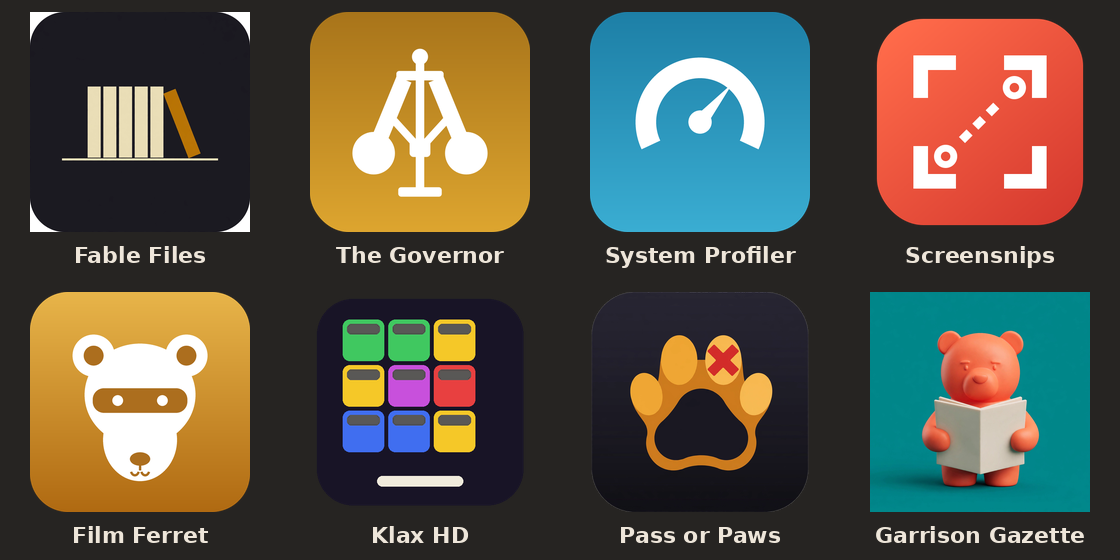 Fable Files
The Governor
System Profiler
Screensnips
Film Ferret
Klax HD
Pass or Paws
Garrison Gazette